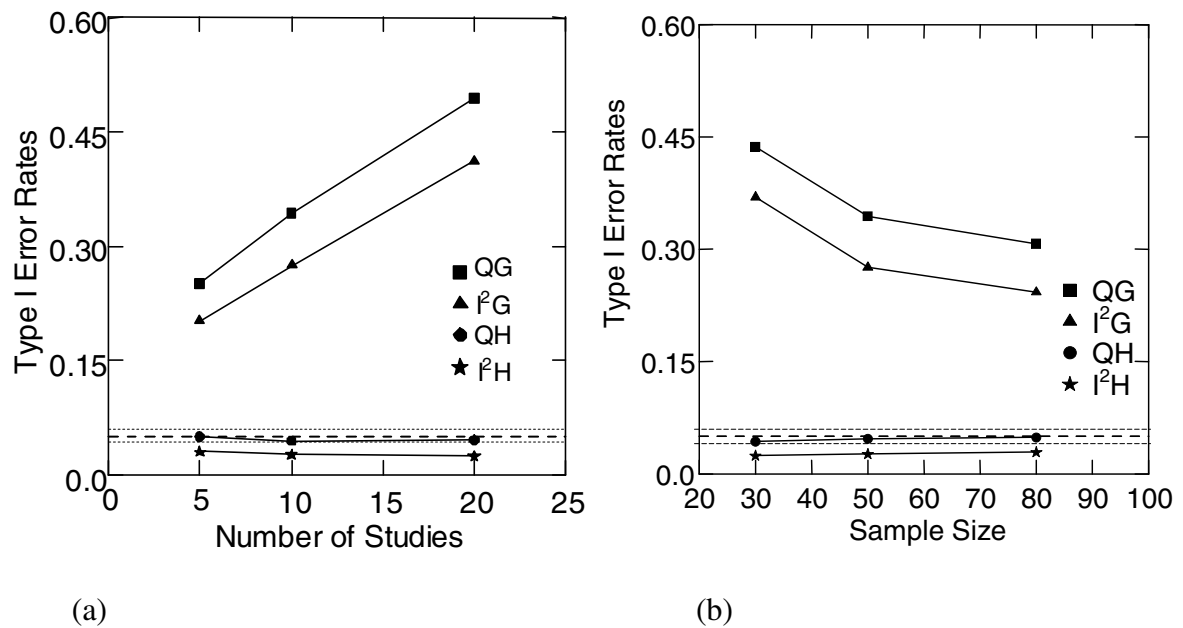 0.60
0.45
0.30
0.15
0.0
Type I Error Rates
0 5 10 15 20 25
Number of Studies
QG
I²G
QH
I²H
(a)
0.60
0.45
0.30
0.15
0.0
Type I Error Rates
20 30 40 50 60 70 80 90 100
Sample Size
QG
I²G
QH
I²H
(b)